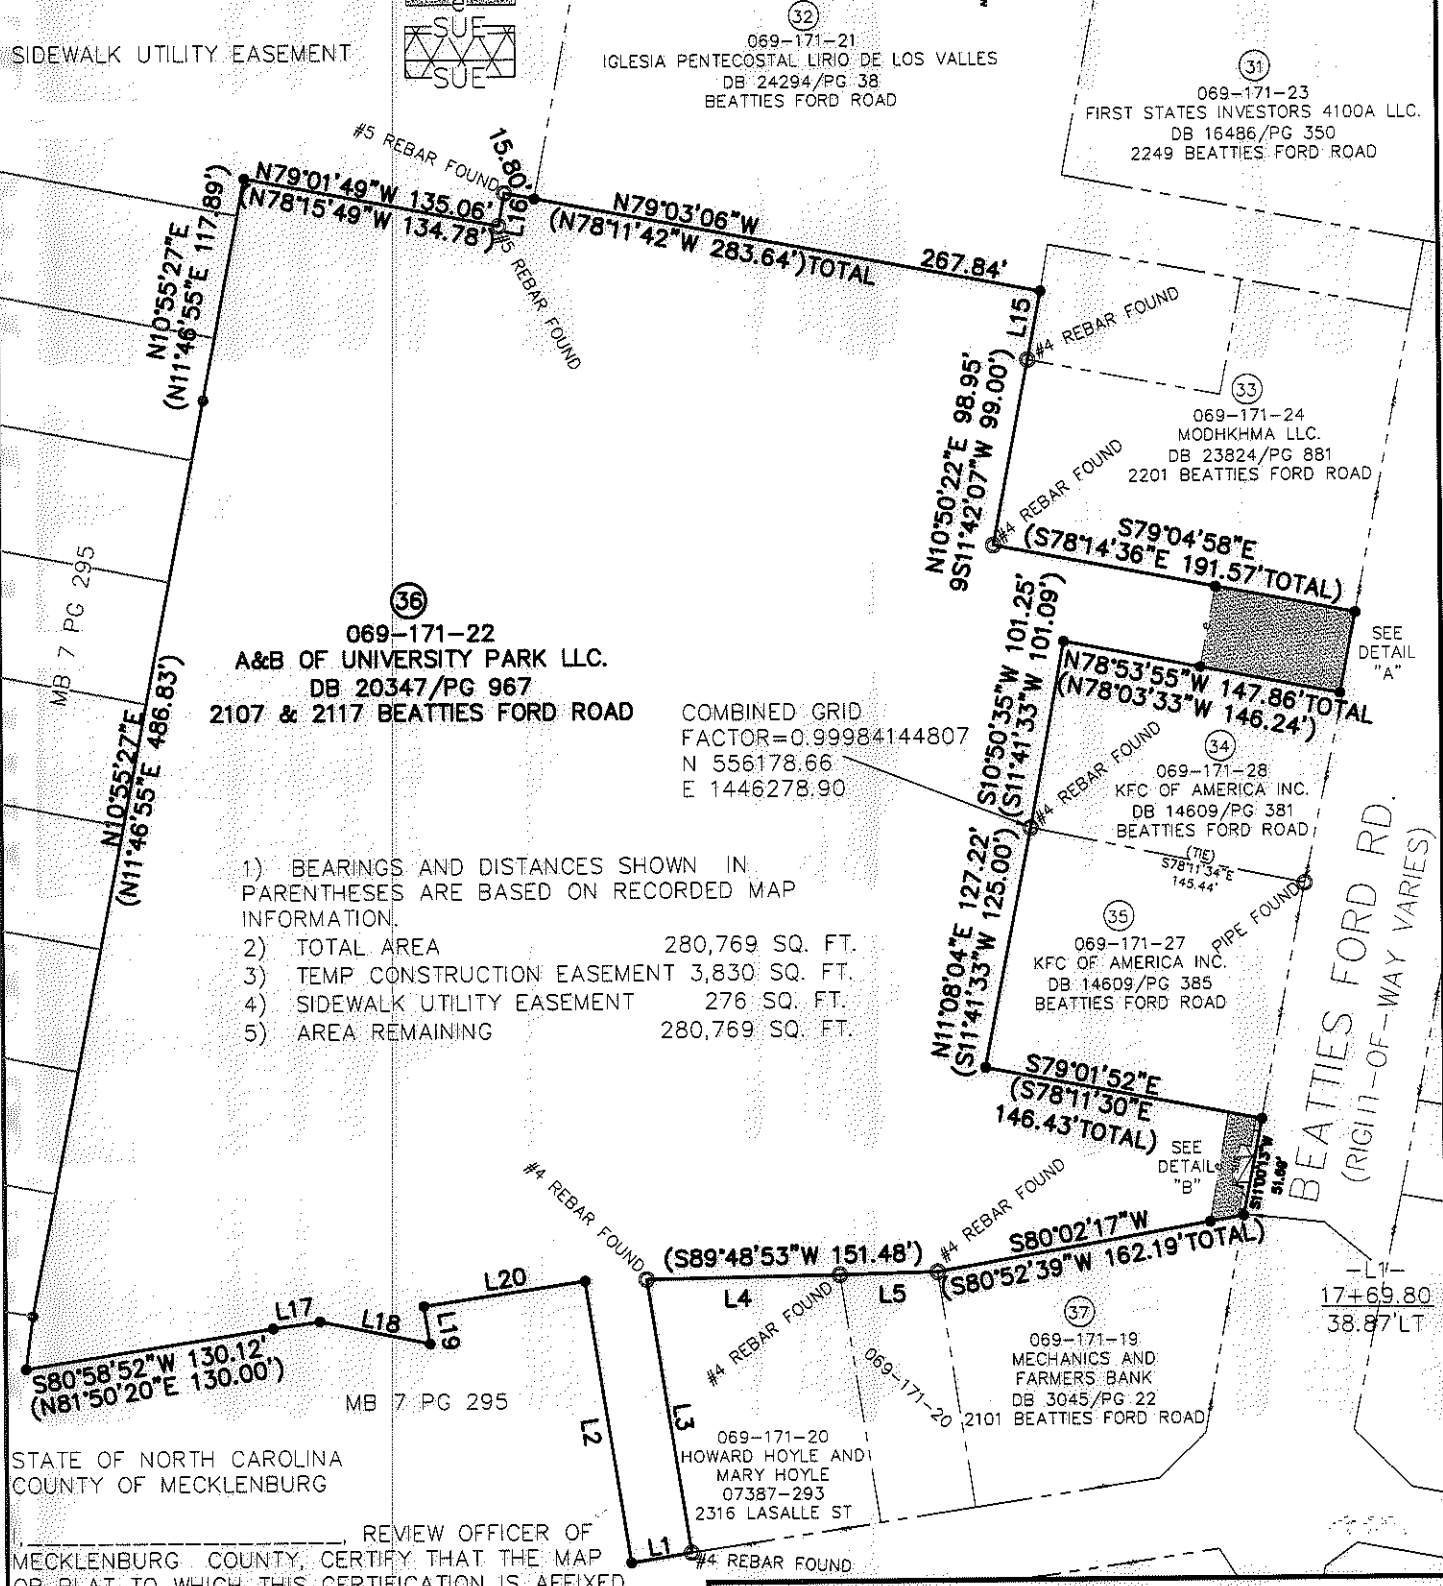 SUE
SIDEWALK UTILITY EASEMENT
SUE
32
069-171-21
IGLESIA PENTECOSTAL LIRIO DE LOS VALLES
DB 24294/PG 38
BEATTIES FORD ROAD
31
069-171-23
FIRST STATES INVESTORS 4100A LLC.
DB 16486/PG 350
2249 BEATTIES FORD ROAD
#5 REBAR FOUND
15.80'
L16
#5 REBAR FOUND
N79°01'49"W 135.06'
(N78°15'49"W 134.78')
N79°03'06"W
267.84'
(N78°11'42"W 283.64')TOTAL
N10°55'27"E
(N11°46'55"E 117.89')
L15
#4 REBAR FOUND
N10°50'22"E 98.95'
9S11°42'07"W 99.00')
#4 REBAR FOUND
33
069-171-24
MODHKHMA LLC.
DB 23824/PG 881
2201 BEATTIES FORD ROAD
S79°04'58"E
(S78°14'36"E 191.57'TOTAL)
SEE
DETAIL
"A"
MB 7 PG 295
36
069-171-22
A&B OF UNIVERSITY PARK LLC.
DB 20347/PG 967
2107 & 2117 BEATTIES FORD ROAD
N10°55'27"E
(N11°46'55"E 486.83')
S10°50'35"W 101.25'
(S11°41'33"W 101.09')
N78°53'55"W 147.86'TOTAL
(N78°03'33"W 146.24')
COMBINED GRID
FACTOR=0.99984144807
N 556178.66
E 1446278.90
#4 REBAR FOUND
34
069-171-28
KFC OF AMERICA INC.
DB 14609/PG 381
BEATTIES FORD ROAD
(TIE)
S78°11'34"E
145.44'
PIPE FOUND
N11°08'04"E 127.22'
(S11°41'33"W 125.00')
35
069-171-27
KFC OF AMERICA INC.
DB 14609/PG 385
BEATTIES FORD ROAD
BEATTIES FORD RD.
(RIGHT-OF-WAY VARIES)
1) BEARINGS AND DISTANCES SHOWN IN
PARENTHESES ARE BASED ON RECORDED MAP
INFORMATION.
2) TOTAL AREA 280,769 SQ. FT.
3) TEMP CONSTRUCTION EASEMENT 3,830 SQ. FT.
4) SIDEWALK UTILITY EASEMENT 276 SQ. FT.
5) AREA REMAINING 280,769 SQ. FT.
S79°01'52"E
(S78°11'30"E
146.43'TOTAL)
SEE
DETAIL
"B"
S11°00'13"W
51.69'
#4 REBAR FOUND
#4 REBAR FOUND
S80°02'17"W
(S80°52'39"W 162.19'TOTAL)
(S89°48'53"W 151.48')
L4
L5
#4 REBAR FOUND
-L1-
17+69.80
38.87'LT
L20
L17
L18
L19
S80°58'52"W 130.12'
(N81°50'20"E 130.00')
MB 7 PG 295
L2
L3
069-171-20
37
069-171-19
MECHANICS AND
FARMERS BANK
DB 3045/PG 22
2101 BEATTIES FORD ROAD
069-171-20
HOWARD HOYLE AND
MARY HOYLE
07387-293
2316 LASALLE ST
L1
#4 REBAR FOUND
STATE OF NORTH CAROLINA
COUNTY OF MECKLENBURG
I, ____________________, REVIEW OFFICER OF
MECKLENBURG COUNTY, CERTIFY THAT THE MAP
OR PLAT TO WHICH THIS CERTIFICATION IS AFFIXED